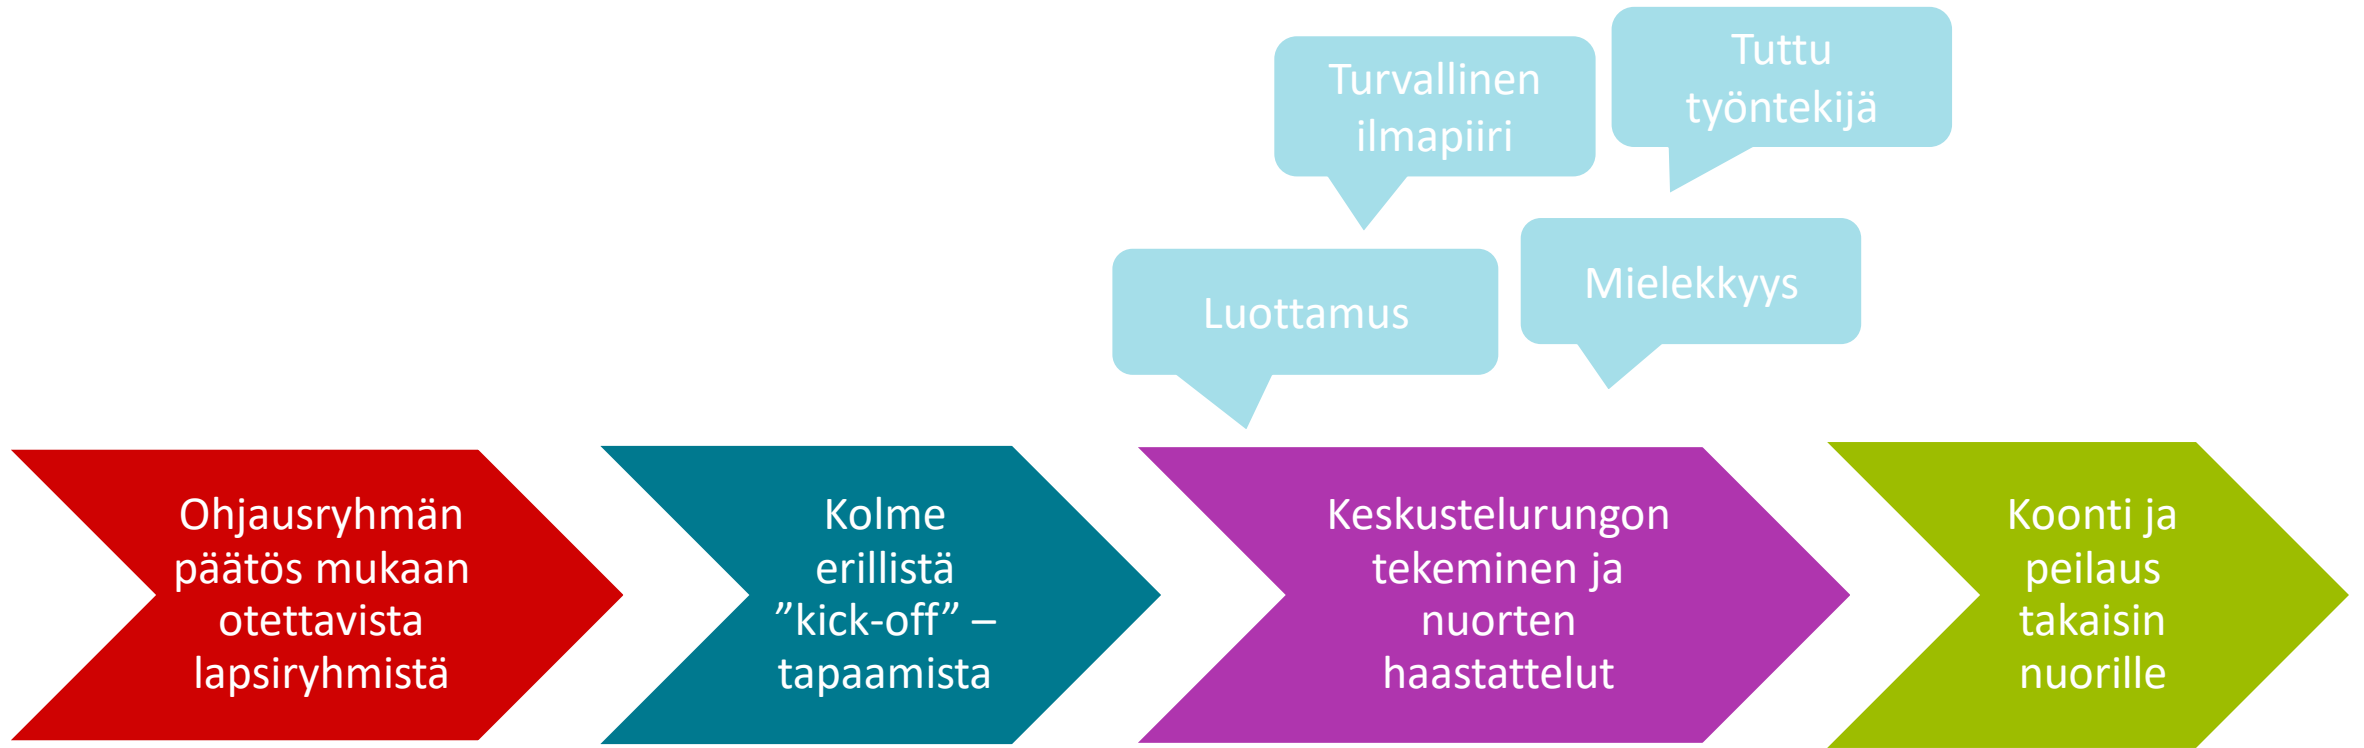 Turvallinen
ilmapiiri
Tuttu
työntekijä
Luottamus
Mielekkyys
Ohjausryhmän
päätös mukaan
otettavista
lapsiryhmistä
Kolme
erillistä
”kick-off” –
tapaamista
Keskustelurungon
tekeminen ja
nuorten
haastattelut
Koonti ja
peilaus
takaisin
nuorille